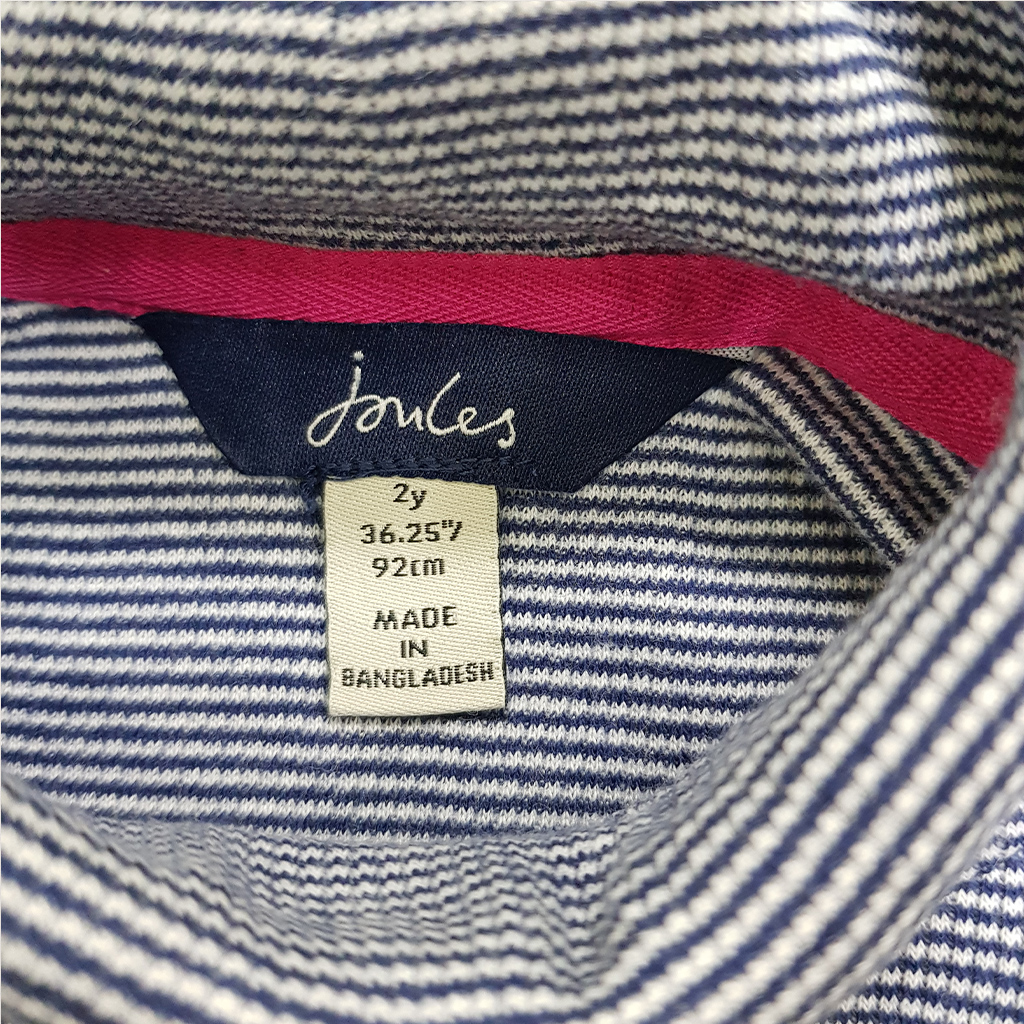 joules
2y
36.25"/
92cm
MADE
IN
BANGLADESH